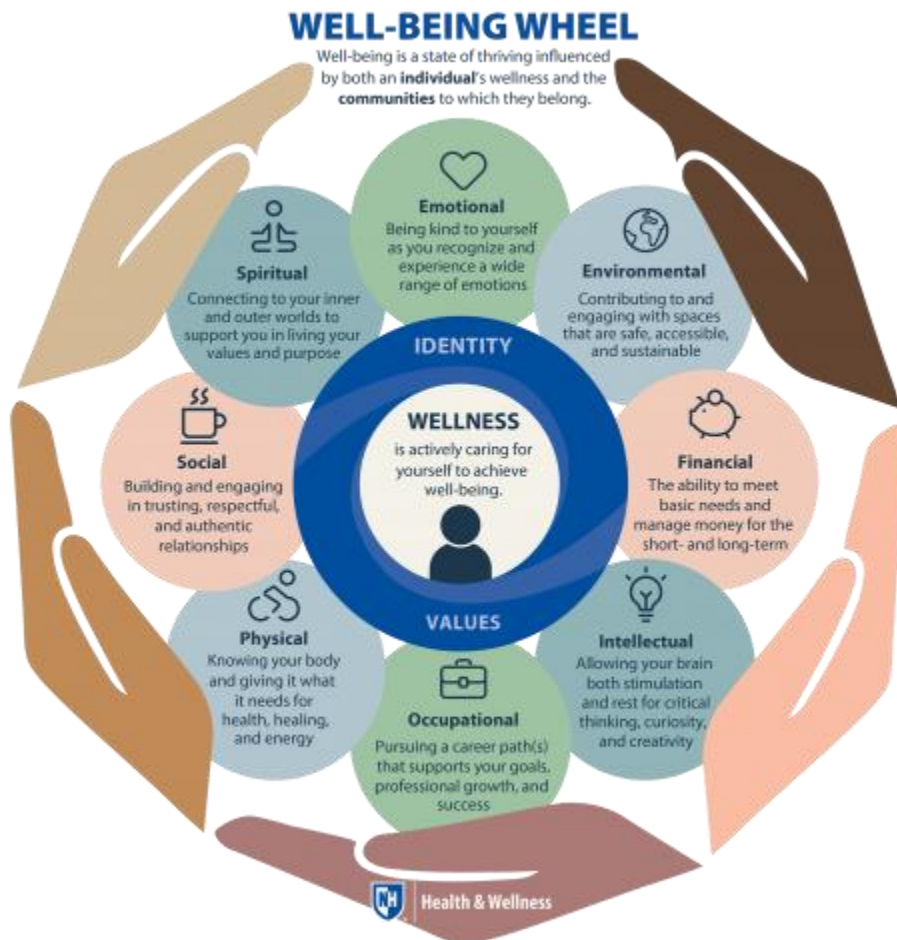 WELL-BEING WHEEL
Well-being is a state of thriving influenced
by both an individual's wellness and the
communities to which they belong.
Emotional
Being kind to yourself
as you recognize and
experience a wide
range of emotions
Environmental
Contributing to and
engaging with spaces
that are safe, accessible,
and sustainable
Financial
The ability to meet
basic needs and
manage money for the
short- and long-term
Intellectual
Allowing your brain
both stimulation
and rest for critical
thinking, curiosity,
and creativity
Occupational
Pursuing a career path(s)
that supports your goals,
professional growth, and
success
Physical
Knowing your body
and giving it what
it needs for
health, healing,
and energy
Social
Building and engaging
in trusting, respectful,
and authentic
relationships
Spiritual
Connecting to your inner
and outer worlds to
support you in living your
values and purpose
IDENTITY
WELLNESS
is actively caring for
yourself to achieve
well-being.
VALUES
NH
Health & Wellness